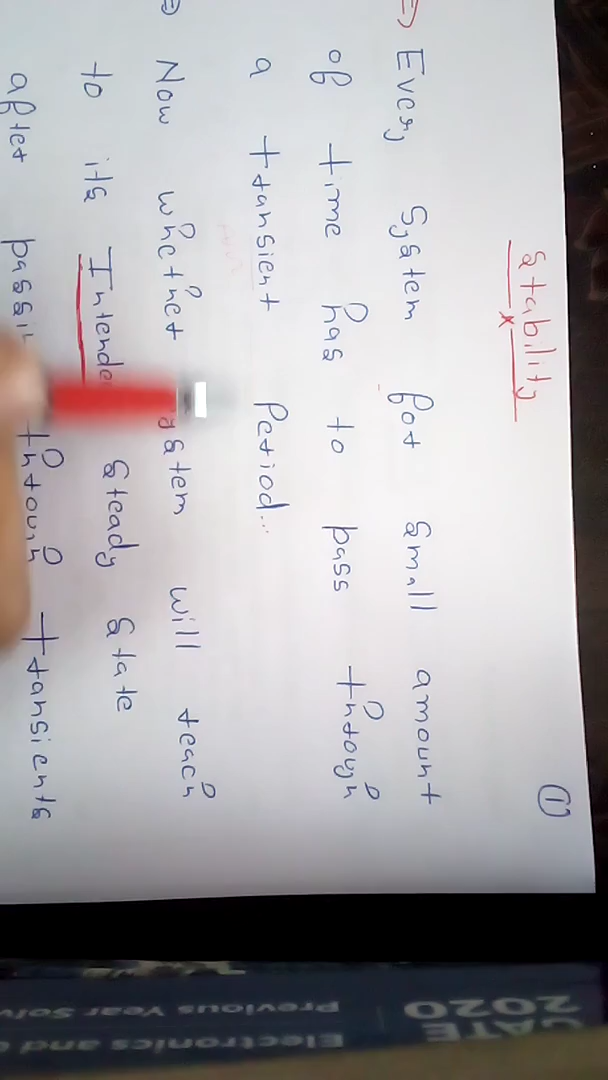 ①
Stability
=> Every System for Small amount
of time has to pass through
a transient Period...
=> Now whether System will reach
to its Intende Steady State
after through transients
GATE
2020
Previous Year Solv
Electronics and